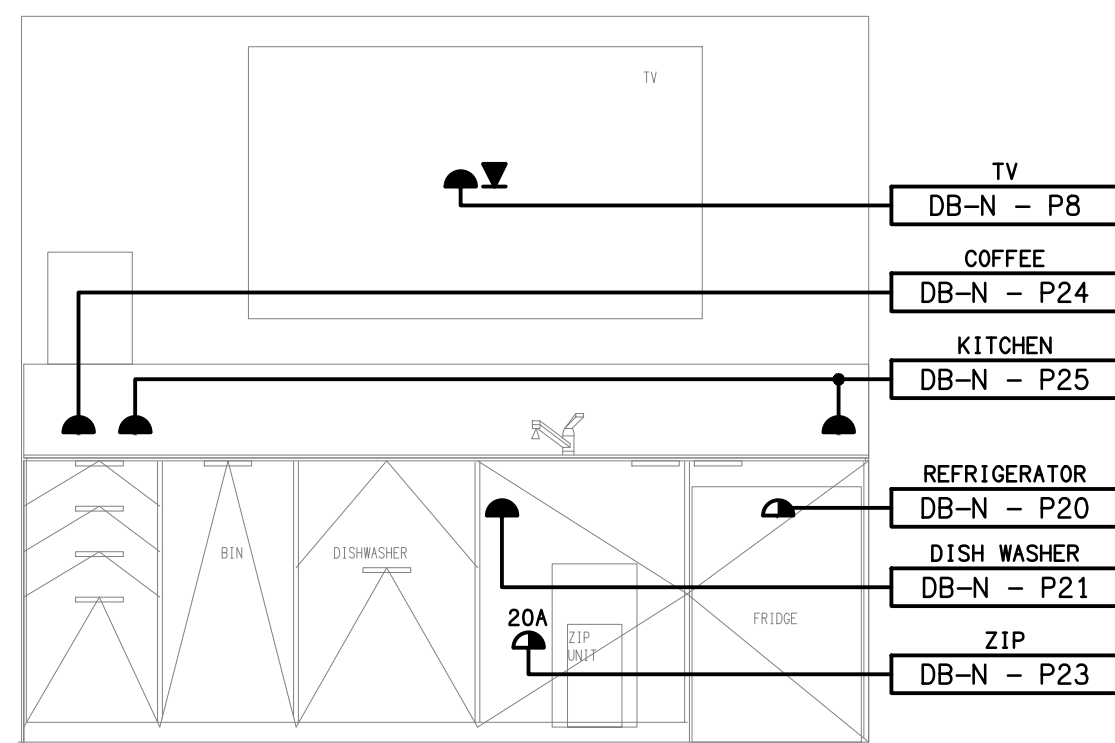 TV
TV
DB-N - P8
COFFEE
DB-N - P24
KITCHEN
DB-N - P25
REFRIGERATOR
DB-N - P20
BIN
DISHWASHER
DISH WASHER
DB-N - P21
20A
FRIDGE
ZIP
UNIT
ZIP
DB-N - P23